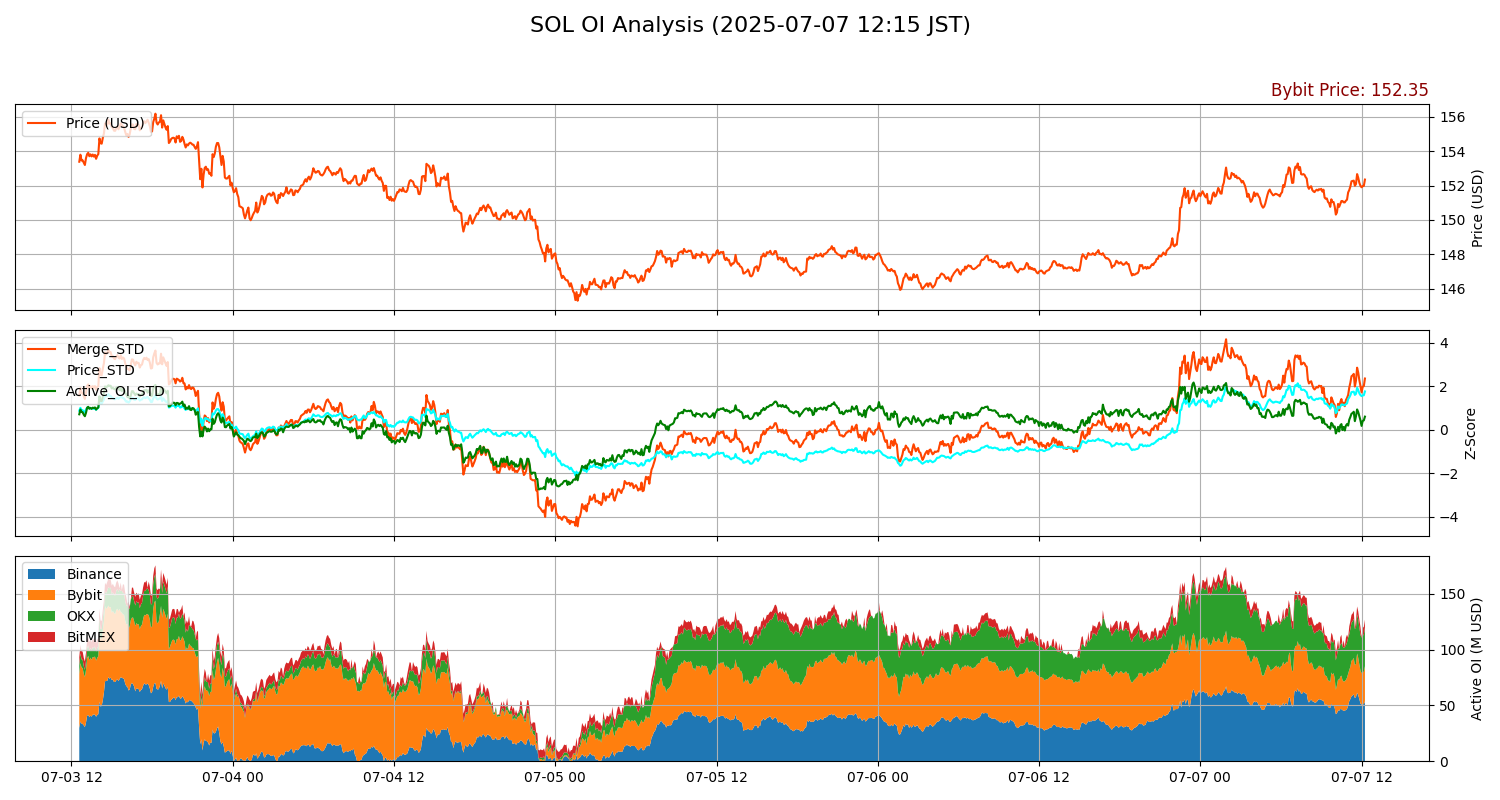 SOL OI Analysis (2025-07-07 12:15 JST)
Bybit Price: 152.35
Price (USD)
156
154
152
150
148
146
Price (USD)
Merge_STD
Price_STD
Active_OI_STD
4
2
0
−2
−4
Z-Score
Binance
Bybit
OKX
BitMEX
150
100
50
0
Active OI (M USD)
07-03 12
07-04 00
07-04 12
07-05 00
07-05 12
07-06 00
07-06 12
07-07 00
07-07 12